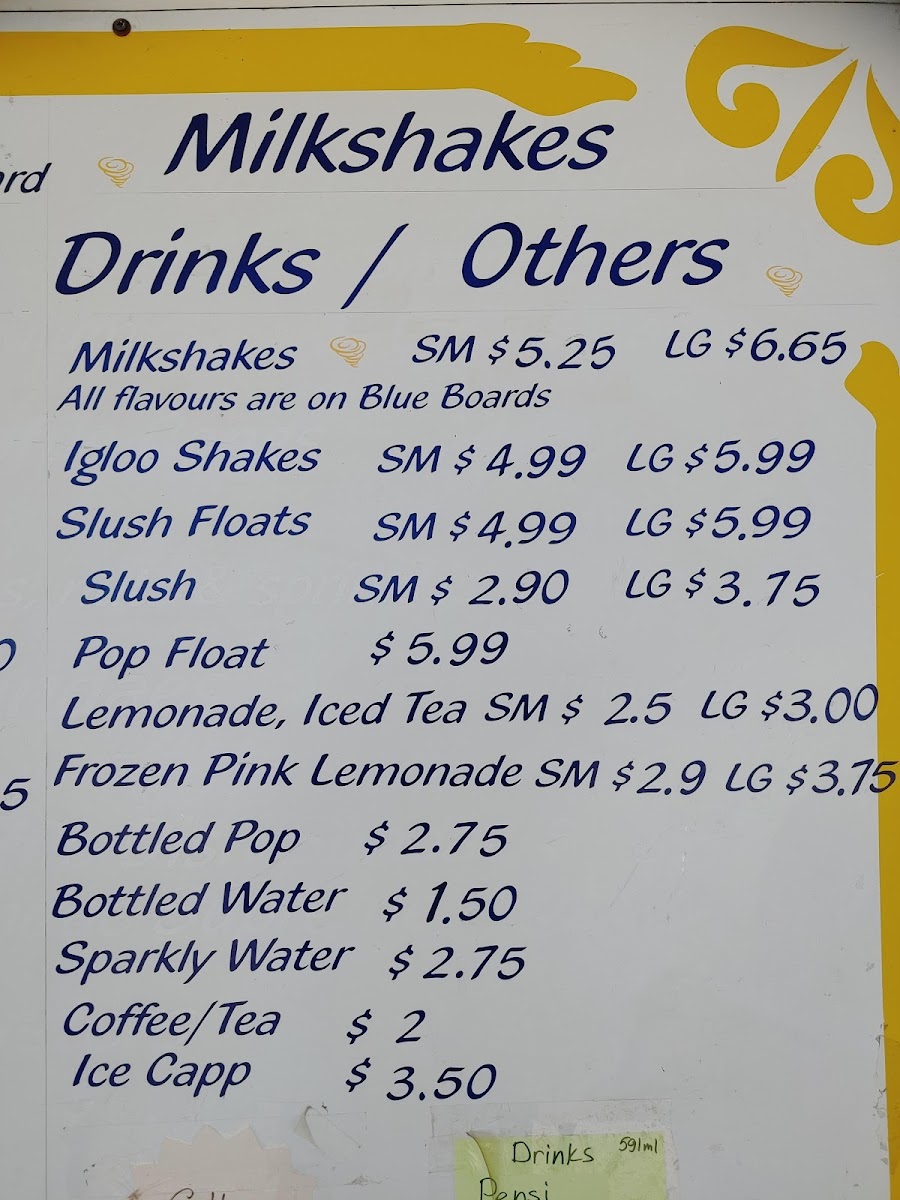 Milkshakes
Drinks / Others
Milkshakes SM $5.25 LG $6.65
All flavours are on Blue Boards
Igloo Shakes SM $4.99 LG $5.99
Slush Floats SM $4.99 LG $5.99
Slush SM $ 2.90 LG $3.75
Pop Float $5.99
Lemonade, Iced Tea SM $ 2.5 LG $3.00
Frozen Pink Lemonade SM $2.9 LG $3.75
5
Bottled Pop $2.75
Bottled Water $ 1.50
Sparkly Water $2.75
Coffee/Tea $ 2
Ice Capp $ 3.50
Drinks 591ml
Pepsi